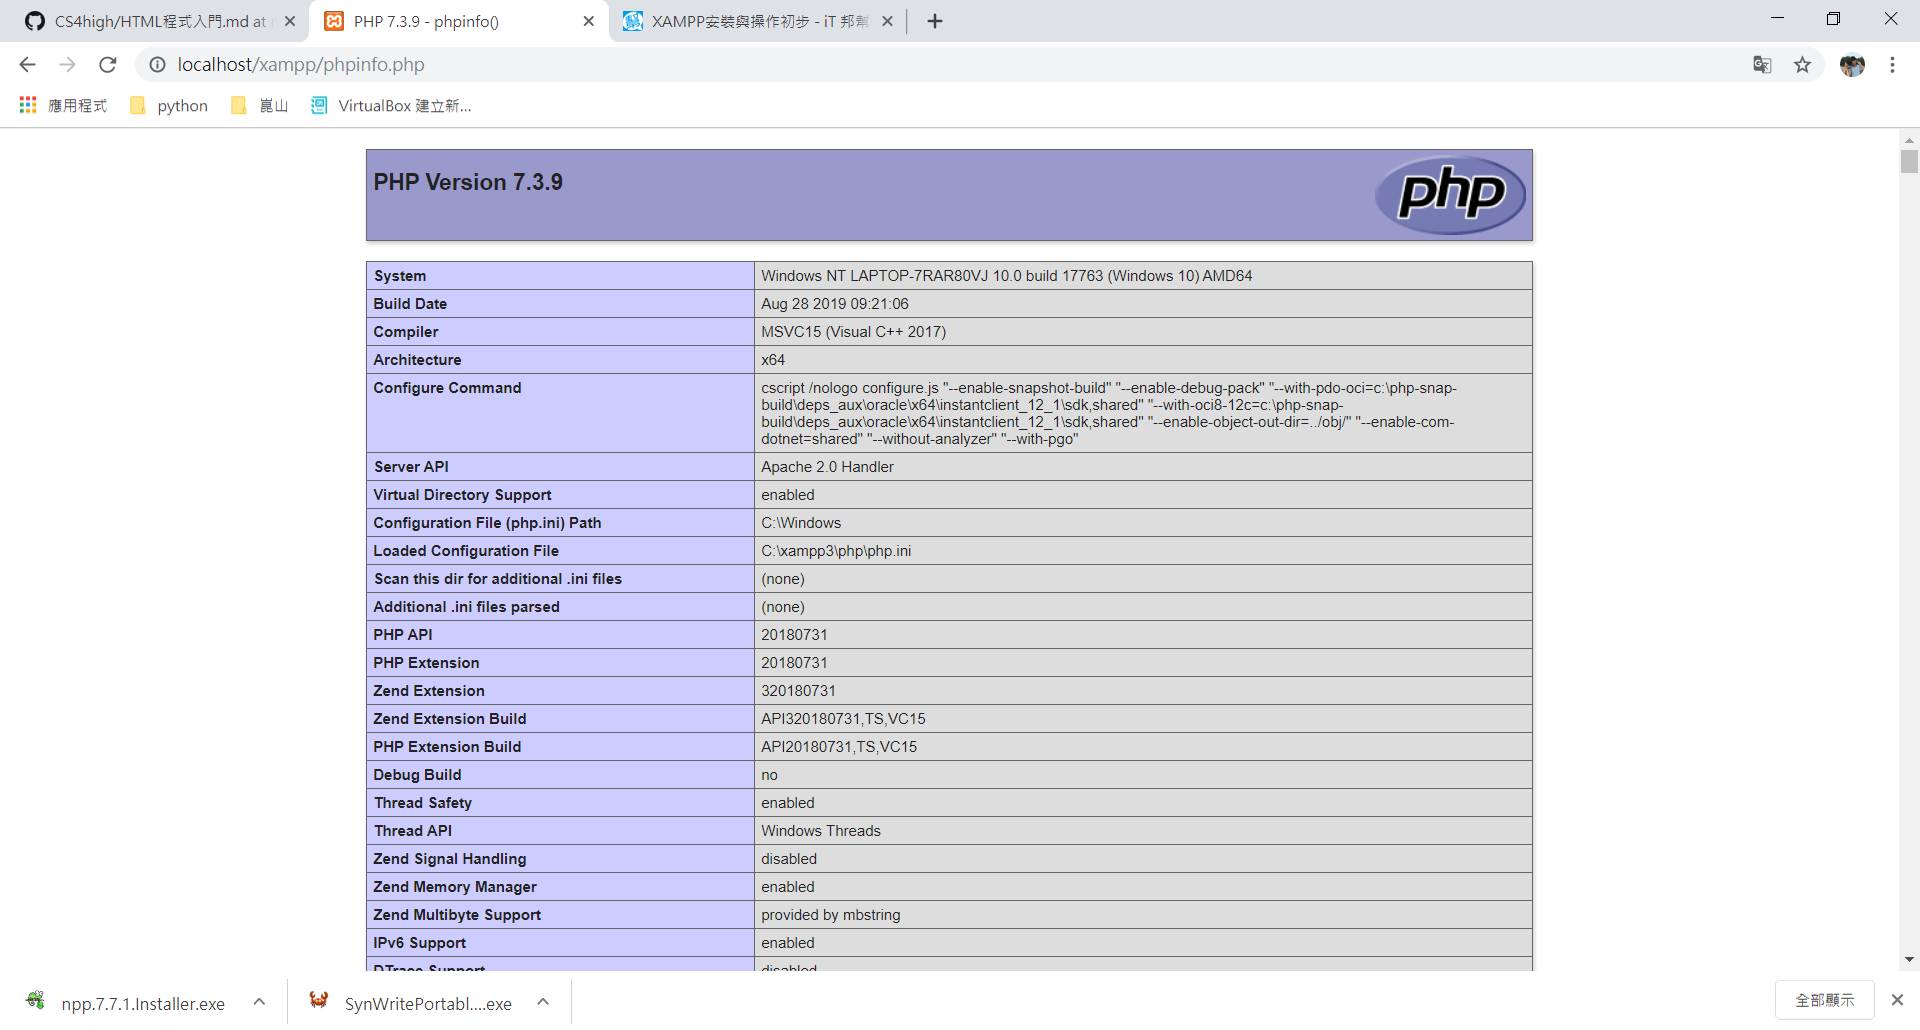 CS4high/HTML程式入門.md at
PHP 7.3.9 - phpinfo()
XAMPP安裝與操作初步 - iT 邦幫
localhost/xampp/phpinfo.php
應用程式
python
崑山
VirtualBox 建立新...
PHP Version 7.3.9
php
System
Windows NT LAPTOP-7RAR80VJ 10.0 build 17763 (Windows 10) AMD64
Build Date
Aug 28 2019 09:21:06
Compiler
MSVC15 (Visual C++ 2017)
Architecture
x64
Configure Command
cscript /nologo configure.js "--enable-snapshot-build" "--enable-debug-pack" "--with-pdo-oci=c:\php-snap-
build\deps_aux\oracle\x64\instantclient_12_1\sdk,shared" "--with-oci8-12c=c:\php-snap-
build\deps_aux\oracle\x64\instantclient_12_1\sdk,shared" "--enable-object-out-dir=../obj/" "--enable-com-
dotnet=shared" "--without-analyzer" "--with-pgo"
Server API
Apache 2.0 Handler
Virtual Directory Support
enabled
Configuration File (php.ini) Path
C:\Windows
Loaded Configuration File
C:\xampp3\php\php.ini
Scan this dir for additional .ini files
(none)
Additional .ini files parsed
(none)
PHP API
20180731
PHP Extension
20180731
Zend Extension
320180731
Zend Extension Build
API320180731,TS,VC15
PHP Extension Build
API20180731,TS,VC15
Debug Build
no
Thread Safety
enabled
Thread API
Windows Threads
Zend Signal Handling
disabled
Zend Memory Manager
enabled
Zend Multibyte Support
provided by mbstring
IPv6 Support
enabled
DTrace Support
disabled
npp.7.7.1.Installer.exe
SynWritePortabl....exe
全部顯示